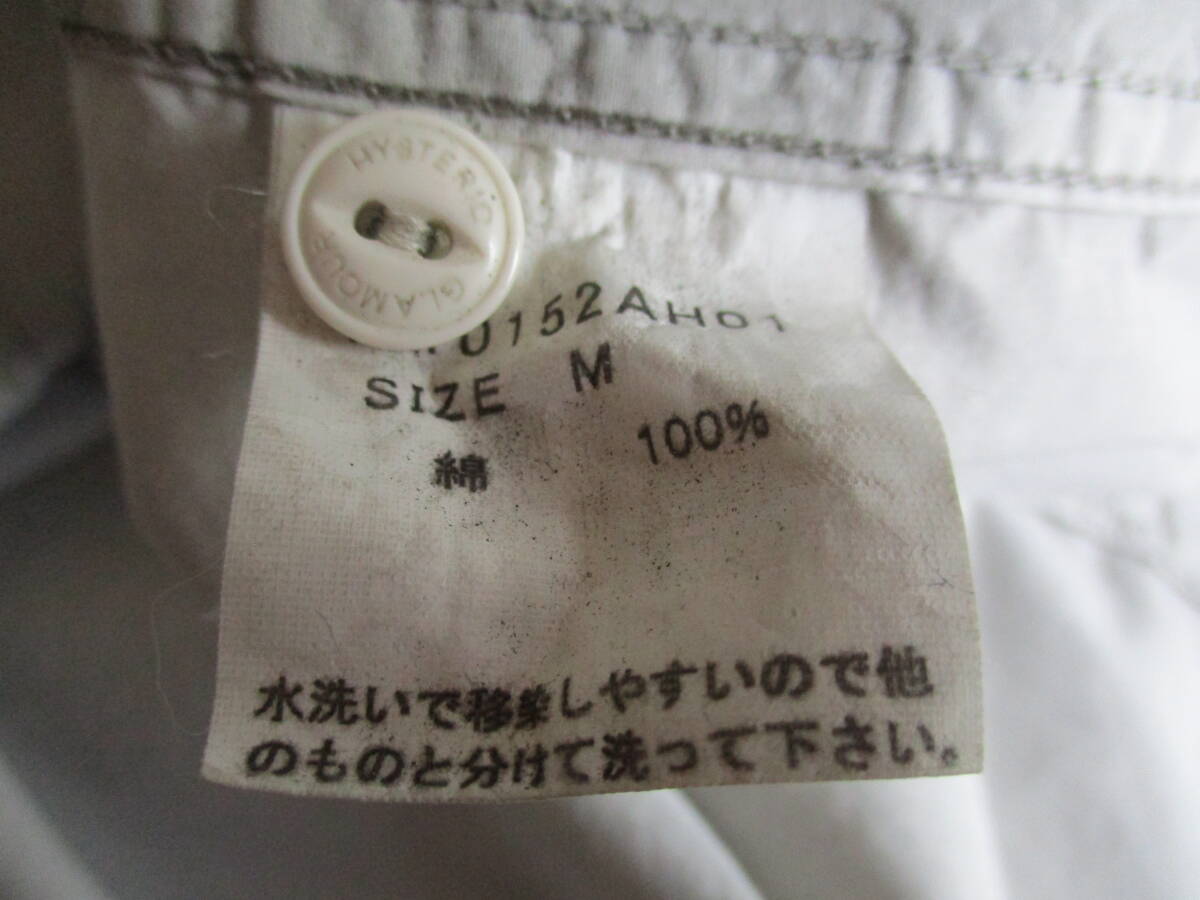 HYSTERIC
GLAMOUR
0152AH01
SIZE M
綿 100%
水洗いで移染しやすいので他
のものと分けて洗って下さい。